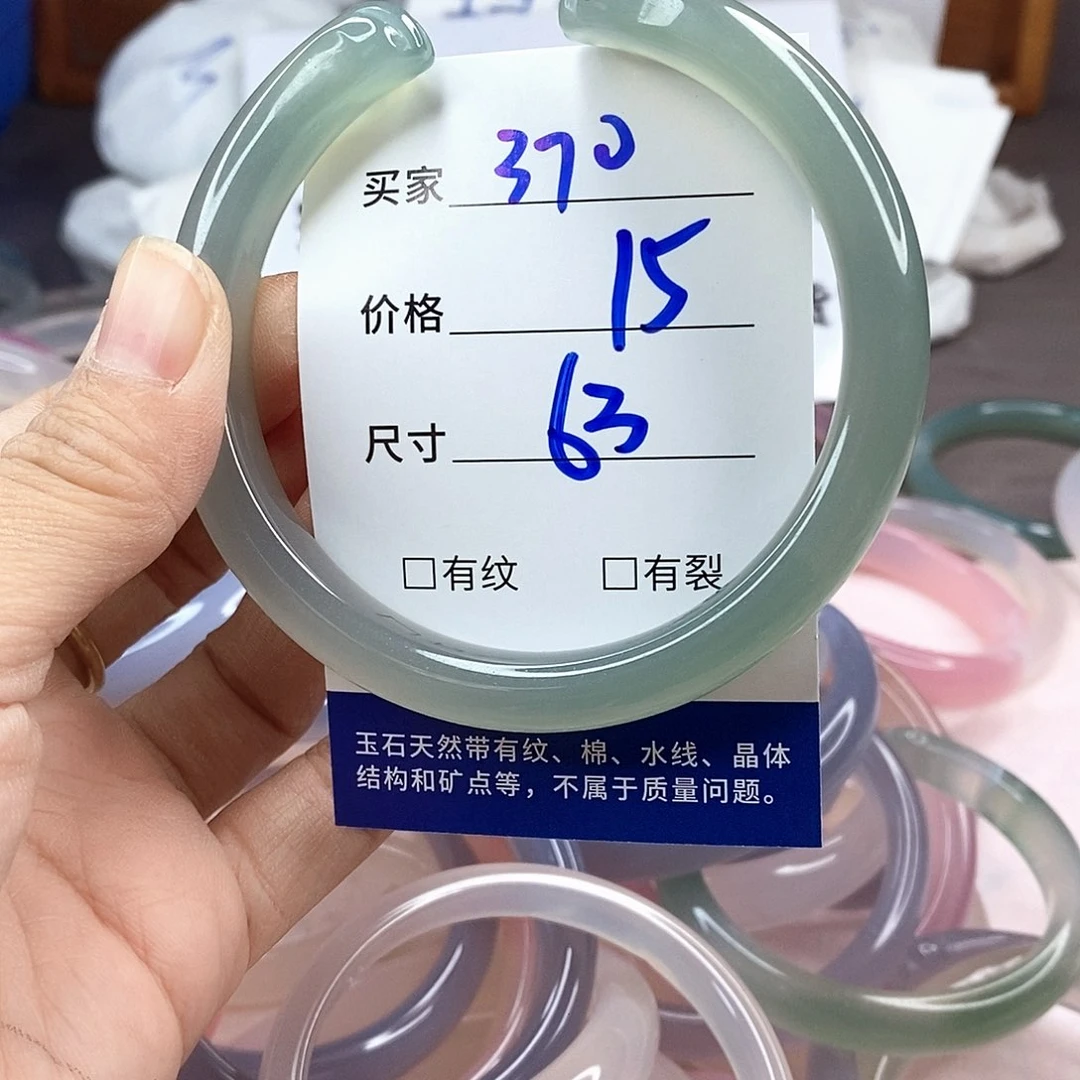 买家 370
价格 15
尺寸 63
□有纹 □有裂
玉石天然带有纹、棉、水线、晶体
结构和矿点等，不属于质量问题。